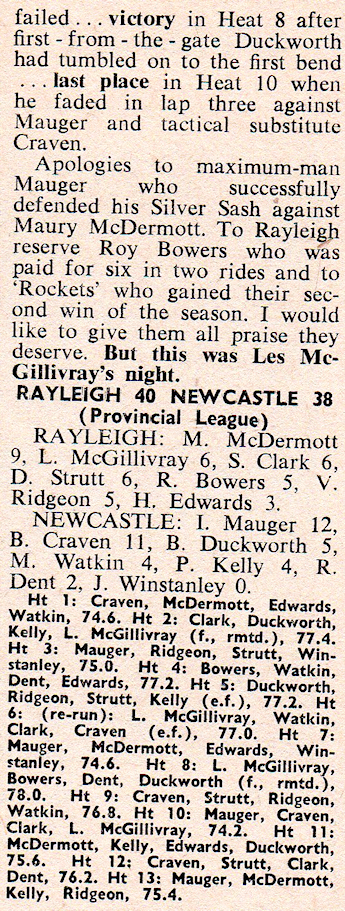 failed . . . victory in Heat 8 after
first - from - the - gate Duckworth
had tumbled on to the first bend
. . . last place in Heat 10 when
he faded in lap three against
Mauger and tactical substitute
Craven.
Apologies to maximum-man
Mauger who successfully
defended his Silver Sash against
Maury McDermott. To Rayleigh
reserve Roy Bowers who was
paid for six in two rides and to
‘Rockets’ who gained their sec-
ond win of the season. I would
like to give them all praise they
deserve. But this was Les Mc-
Gillivray's night.
RAYLEIGH 40 NEWCASTLE 38
(Provincial League)
RAYLEIGH: M. McDermott
9, L. McGillivray 6, S. Clark 6,
D. Strutt 6, R. Bowers 5, V.
Ridgeon 5, H. Edwards 3.
NEWCASTLE: I. Mauger 12,
B. Craven 11, B. Duckworth 5,
M. Watkin 4, P. Kelly 4, R.
Dent 2, J. Winstanley 0.
Ht 1: Craven, McDermott, Edwards,
Watkin, 74.6. Ht 2: Clark, Duckworth,
Kelly, L. McGillivray (f., rmtd.), 77.4.
Ht 3: Mauger, Ridgeon, Strutt, Win-
stanley, 75.0. Ht 4: Bowers, Watkin,
Dent, Edwards, 77.2. Ht 5: Duckworth,
Ridgeon, Strutt, Kelly (e.f.), 77.2. Ht
6: (re-run): L. McGillivray, Watkin,
Clark, Craven (e.f.), 77.0. Ht 7:
Mauger, McDermott, Edwards, Win-
stanley, 74.6. Ht 8: L. McGillivray,
Bowers, Dent, Duckworth (f., rmtd.),
78.0. Ht 9: Craven, Strutt, Ridgeon,
Watkin, 76.8. Ht 10: Mauger, Craven,
Clark, L. McGillivray, 74.2. Ht 11:
McDermott, Kelly, Edwards, Duckworth,
75.6. Ht 12: Craven, Strutt, Clark,
Dent, 76.2. Ht 13: Mauger, McDermott,
Kelly, Ridgeon, 75.4.